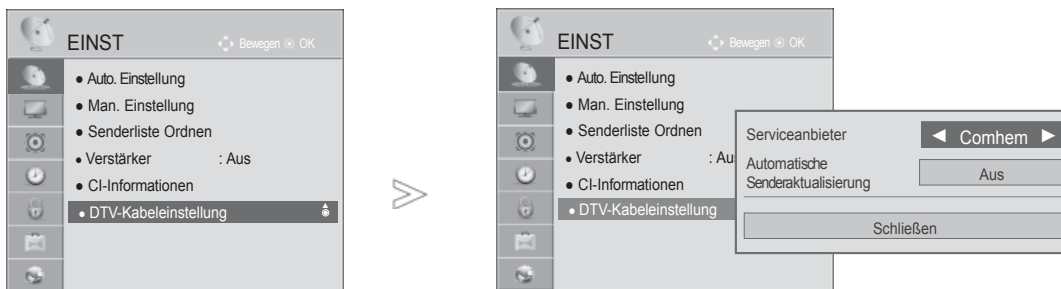 EINST
Bewegen OK
● Auto. Einstellung
● Man. Einstellung
● Senderliste Ordnen
● Verstärker : Aus
● CI-Informationen
● DTV-Kabeleinstellung
EINST
Bewegen OK
● Auto. Einstellung
● Man. Einstellung
● Senderliste Ordnen
● Verstärker : Au
● CI-Informationen
● DTV-Kabeleinstellung
Serviceanbieter ◄ Comhem ►
Automatische
Senderaktualisierung Aus
Schließen